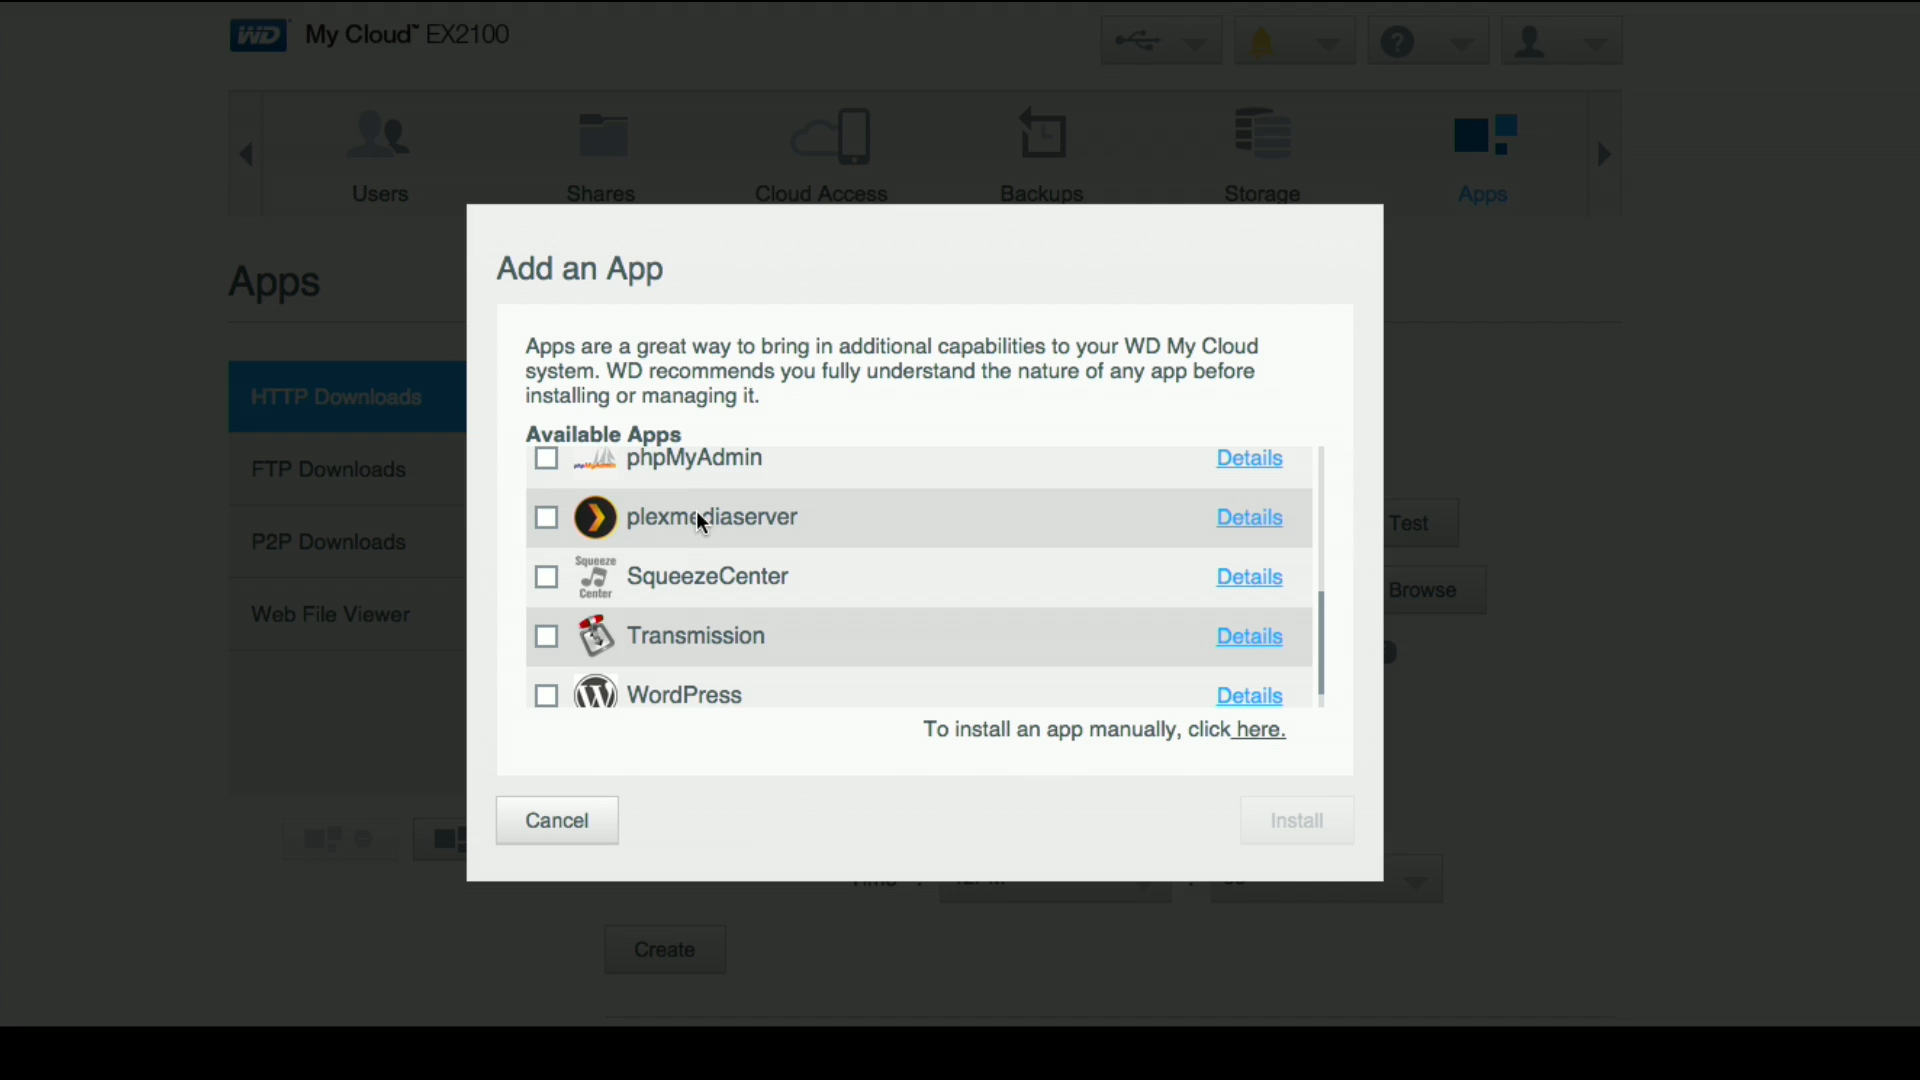 WD My Cloud™ EX2100
Users
Shares
Cloud Access
Backups
Storage
Apps
Apps
HTTP Downloads
FTP Downloads
P2P Downloads
Web File Viewer
Add an App
Apps are a great way to bring in additional capabilities to your WD My Cloud
system. WD recommends you fully understand the nature of any app before
installing or managing it.
Available Apps
phpMyAdmin Details
plexmediaserver Details
Squeeze
Center
SqueezeCenter Details
Transmission Details
WordPress Details
To install an app manually, click here.
Cancel
Install
Test
Browse
Create